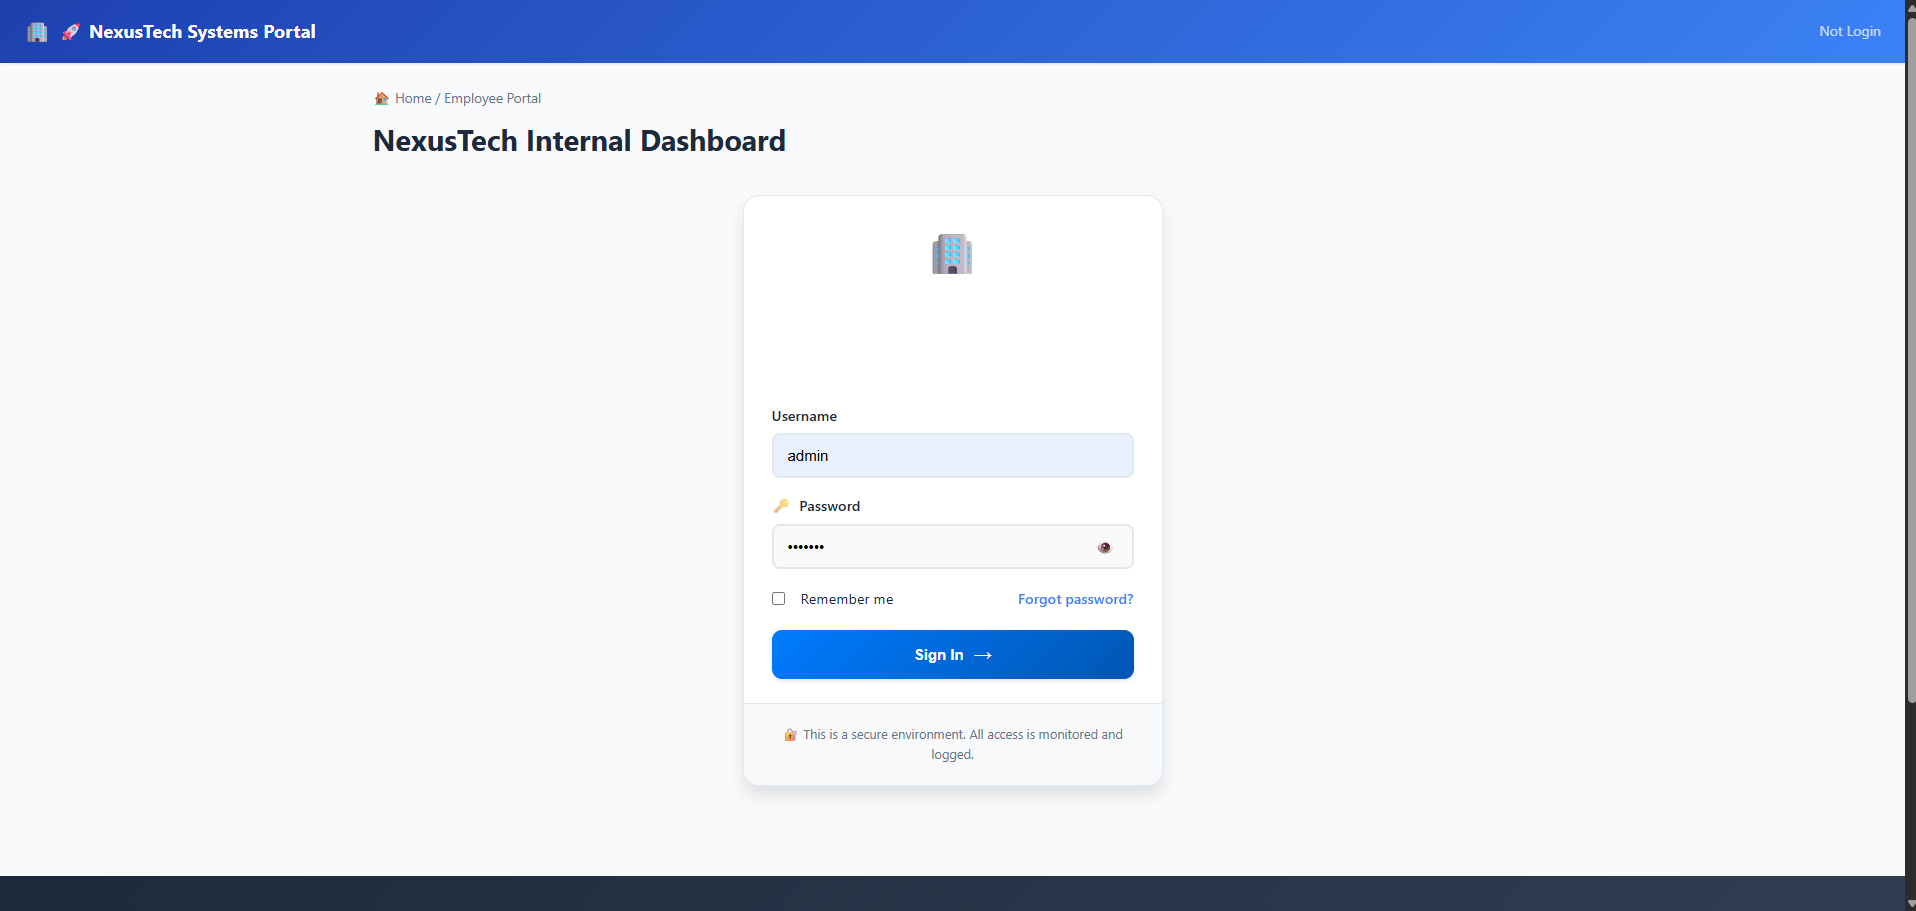 NexusTech Systems Portal
Not Login
Home / Employee Portal
NexusTech Internal Dashboard
Username
admin
Password
•••••••
Remember me
Forgot password?
Sign In →
This is a secure environment. All access is monitored and
logged.